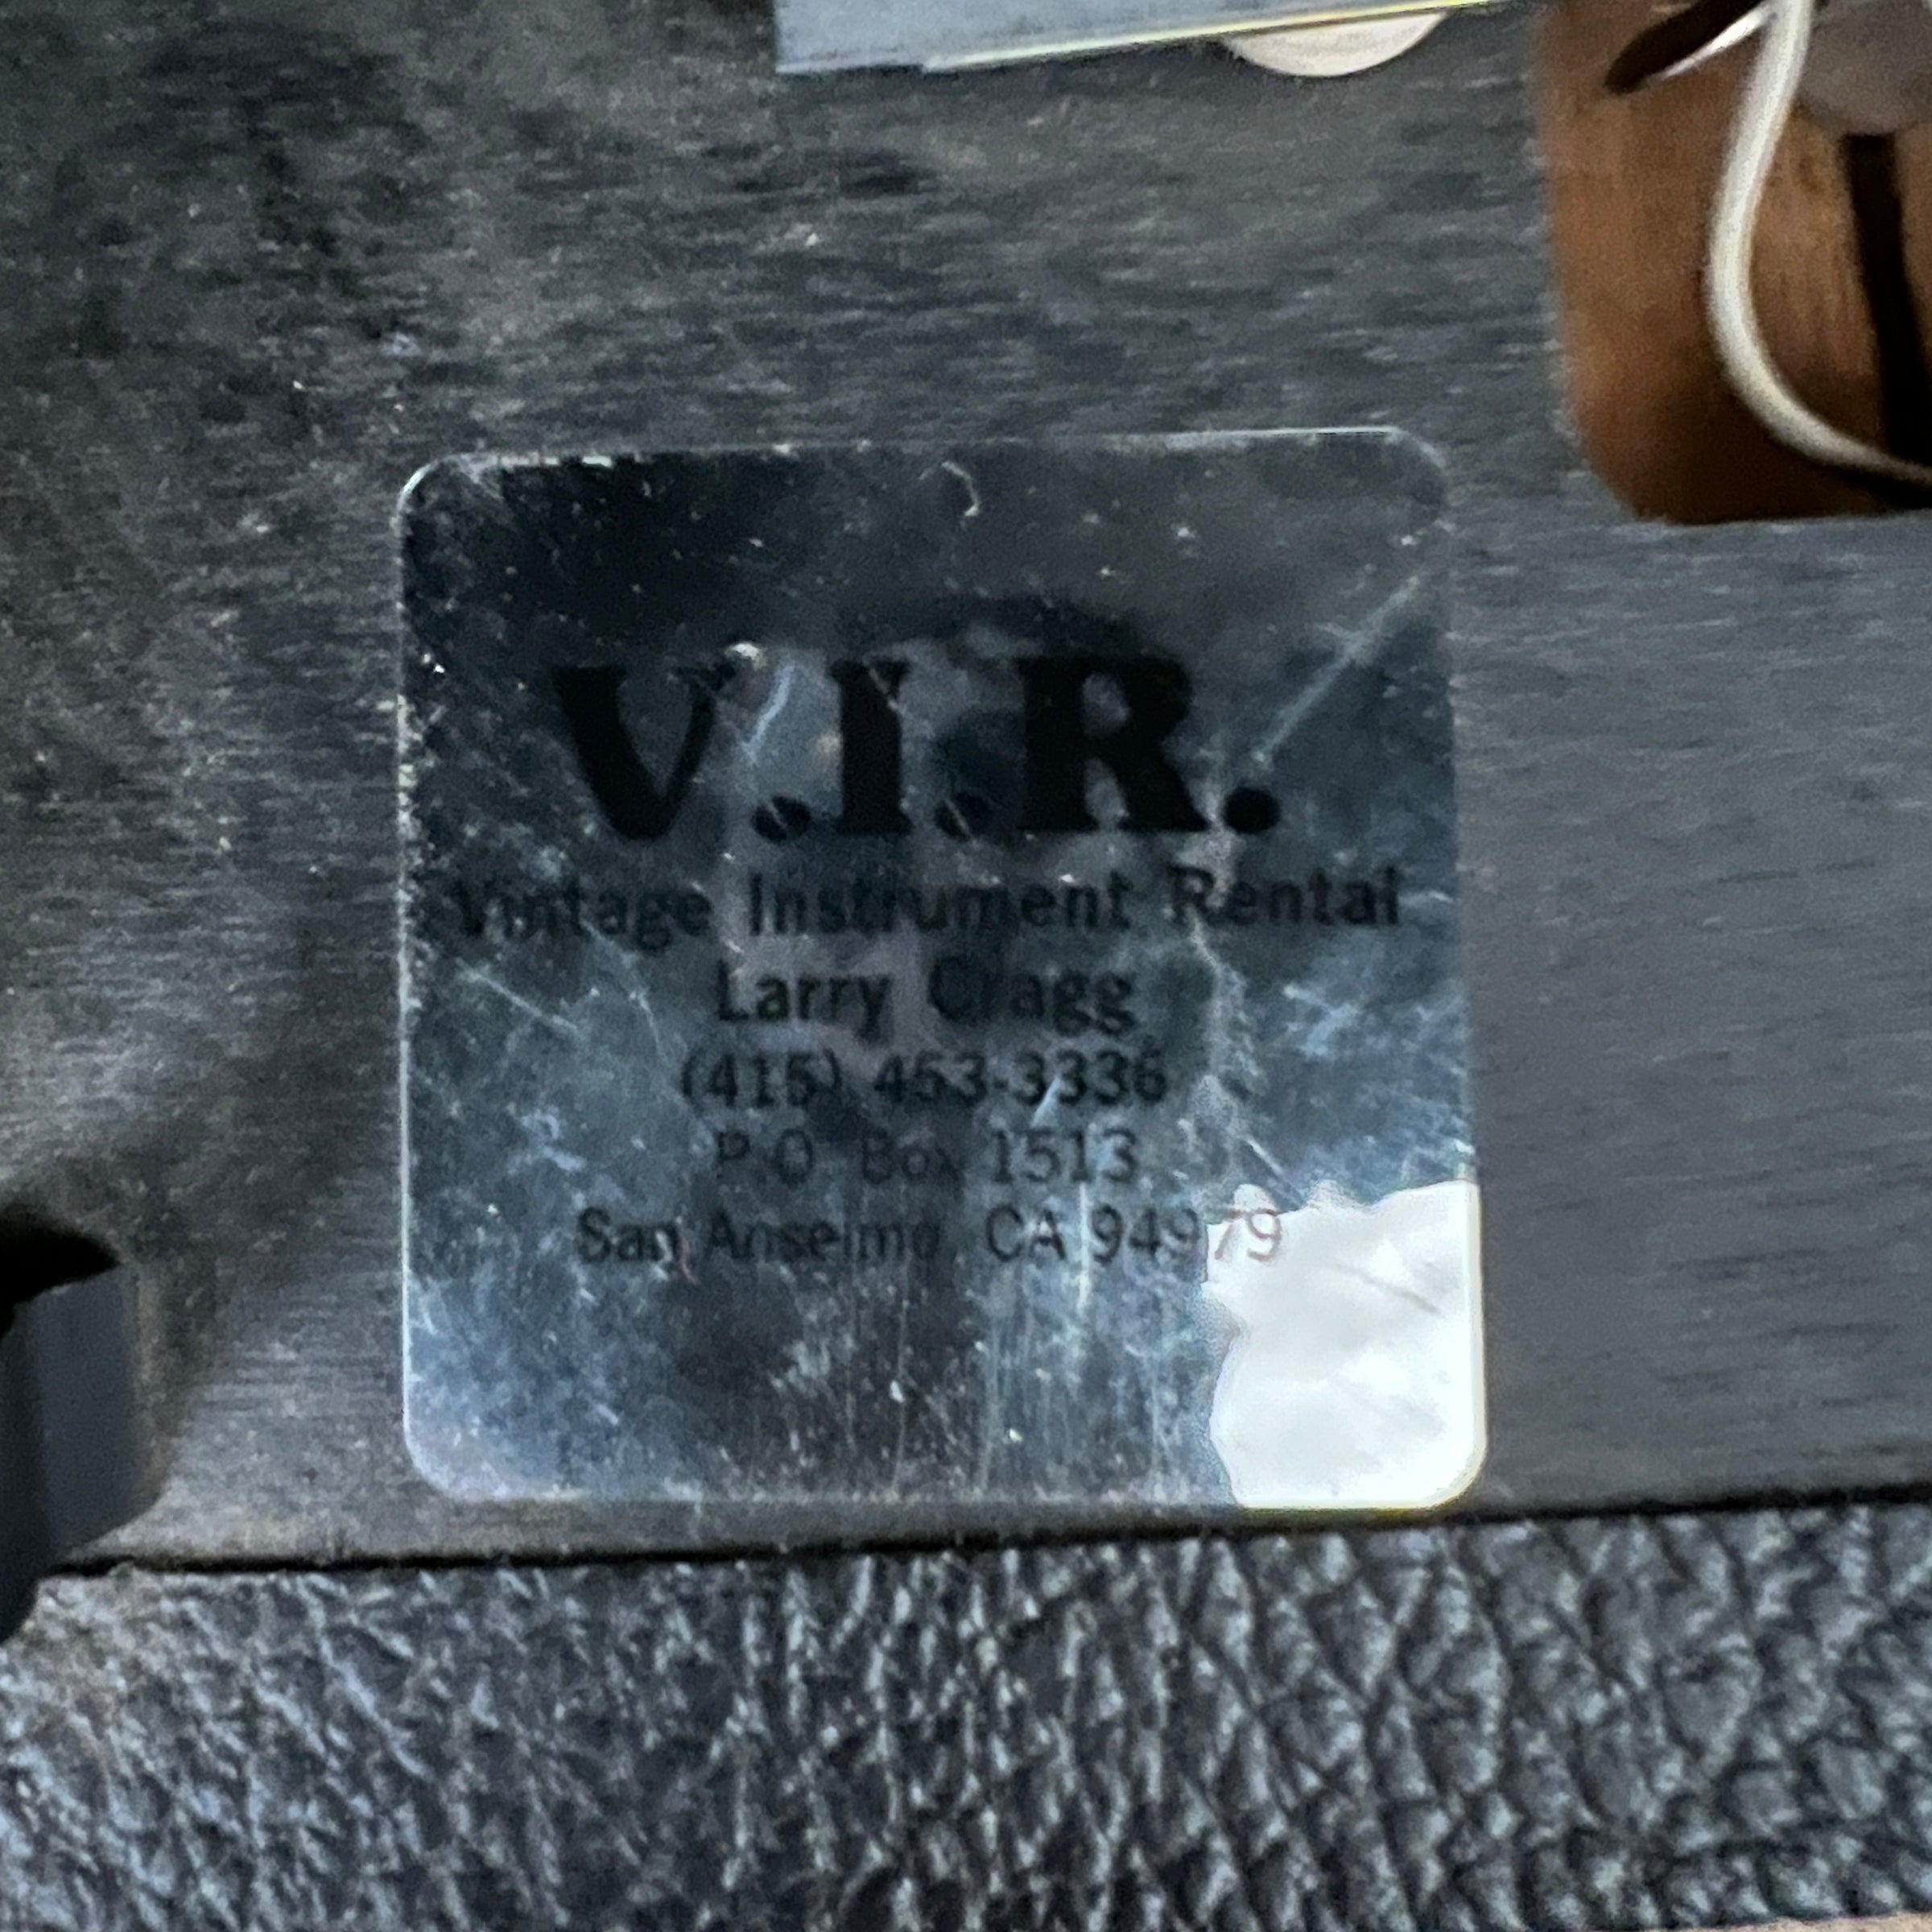 V.I.R.
Vintage Instrument Rental
Larry Cragg
(415) 453-3336
P.O. Box 1513
San Anselmo, CA 94979